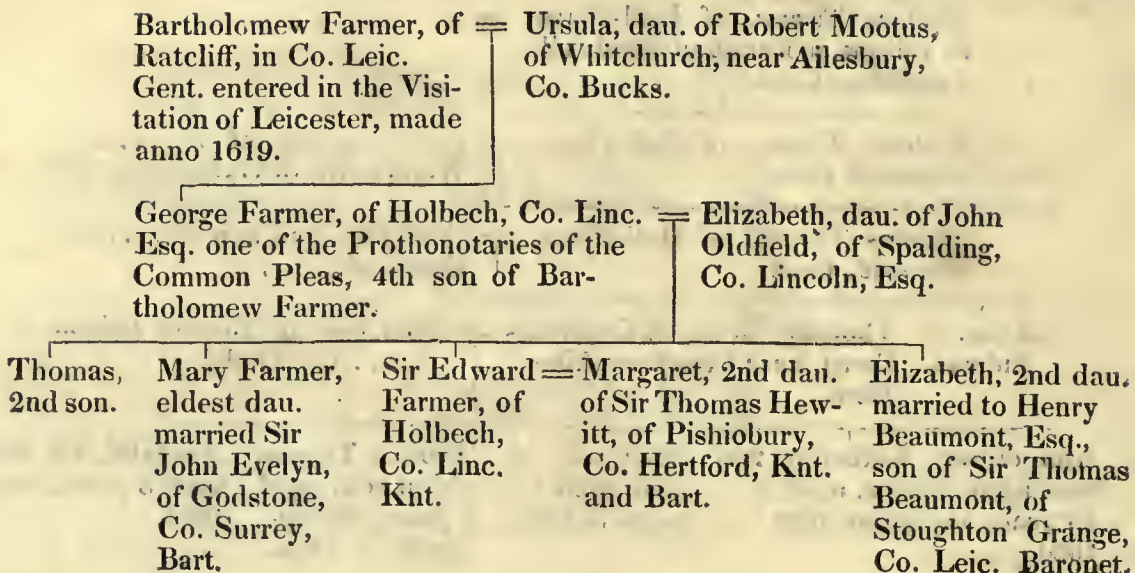 Bartholomew Farmer, of
Ratcliff, in Co. Leic.
Gent. entered in the Visi-
tation of Leicester, made
anno 1619.
=
Ursula, dau. of Robert Mootus,
of Whitchurch, near Ailesbury,
Co. Bucks.
George Farmer, of Holbech, Co. Linc.
Esq. one of the Prothonotaries of the
Common Pleas, 4th son of Bar-
tholomew Farmer.
=
Elizabeth, dau. of John
Oldfield, of Spalding,
Co. Lincoln, Esq.
Thomas,
2nd son.
Mary Farmer,
eldest dau.
married Sir
John Evelyn,
of Godstone,
Co. Surrey,
Bart.
Sir Edward
Farmer, of
Holbech,
Co. Linc.
Knt.
=
Margaret, 2nd dau.
of Sir Thomas Hew-
itt, of Pishiobury,
Co. Hertford, Knt.
and Bart.
Elizabeth, 2nd dau.
married to Henry
Beaumont, Esq.,
son of Sir Thomas
Beaumont, of
Stoughton Grange,
Co. Leic. Baronet.